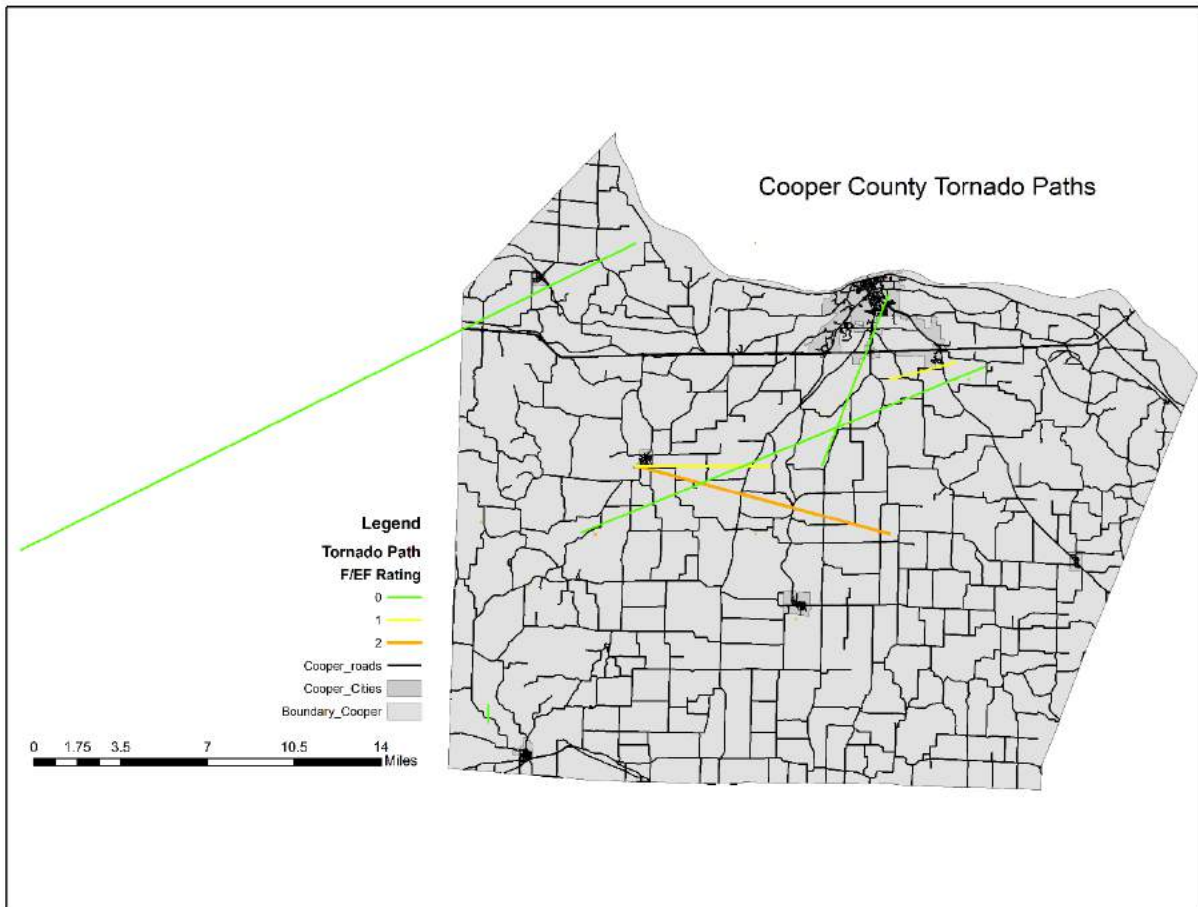 Cooper County Tornado Paths
Legend
Tornado Path
F/EF Rating
0
1
2
Cooper_roads
Cooper_Cities
Boundary_Cooper
0 1.75 3.5 7 10.5 14
Miles